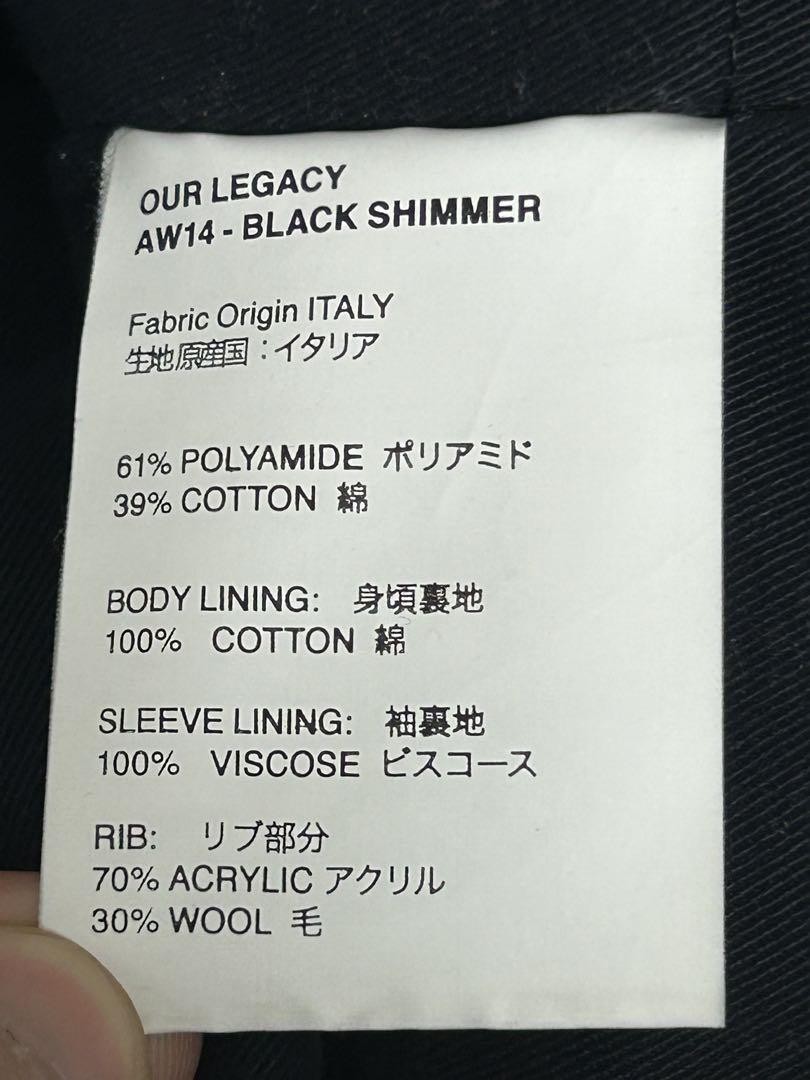 OUR LEGACY
AW14 - BLACK SHIMMER
Fabric Origin ITALY
生地原産国：イタリア
61% POLYAMIDE ポリアミド
39% COTTON 綿
BODY LINING: 身頃裏地
100% COTTON 綿
SLEEVE LINING: 袖裏地
100% VISCOSE ビスコース
RIB: リブ部分
70% ACRYLIC アクリル
30% WOOL 毛